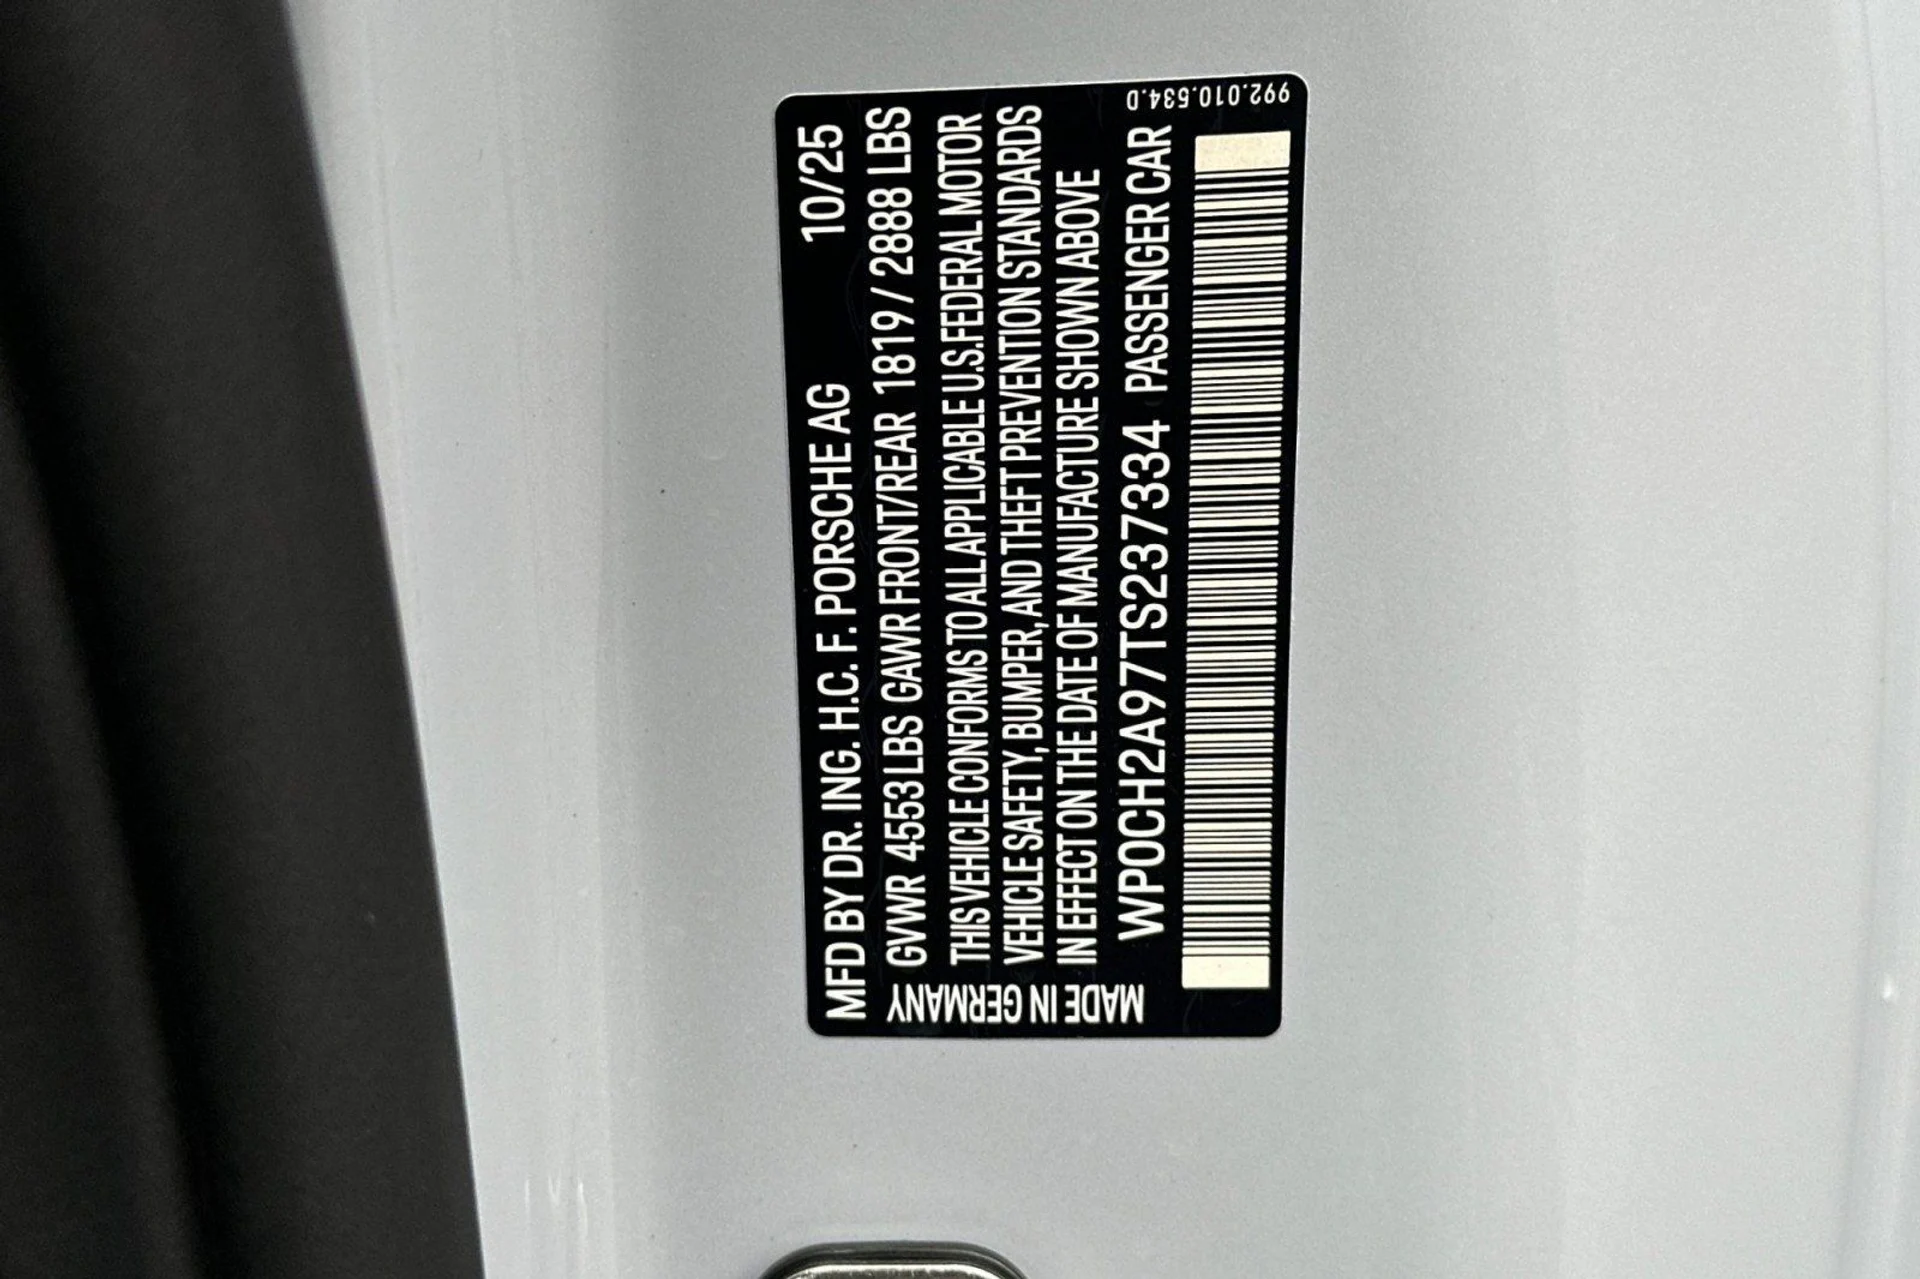 MFD BY DR. ING. H.C. F. PORSCHE AG 10/25
GVWR 4553 LBS GAWR FRONT/REAR 1819 / 2888 LBS
THIS VEHICLE CONFORMS TO ALL APPLICABLE U.S. FEDERAL MOTOR
VEHICLE SAFETY, BUMPER, AND THEFT PREVENTION STANDARDS
IN EFFECT ON THE DATE OF MANUFACTURE SHOWN ABOVE
WP0CH2A97TS237334 PASSENGER CAR
MADE IN GERMANY
992.010.534.D